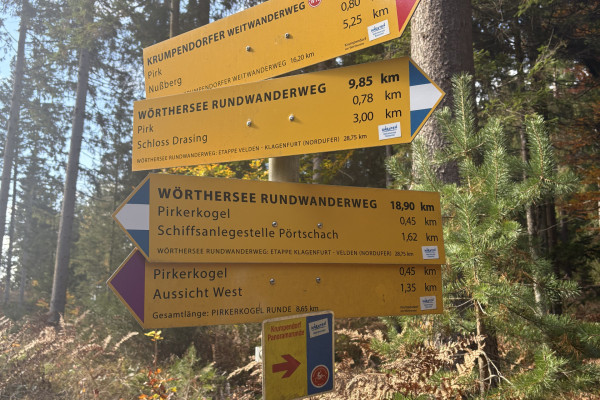 KRUMPENDORFER WEITWANDERWEG
Pirk 0,80 km
Nußberg 5,25 km
KRUMPENDORFER WEITWANDERWEG 16,20 km
WÖRTHERSEE RUNDWANDERWEG 9,85 km
Pirk 0,78 km
Schloss Drasing 3,00 km
WÖRTHERSEE RUNDWANDERWEG: ETAPPE VELDEN - KLAGENFURT (NORDUFER) 28,75 km
WÖRTHERSEE RUNDWANDERWEG 18,90 km
Pirkerkogel 0,45 km
Schiffsanlegestelle Pörtschach 1,62 km
WÖRTHERSEE RUNDWANDERWEG: ETAPPE KLAGENFURT - VELDEN (NORDUFER) 28,75 km
Pirkerkogel 0,45 km
Aussicht West 1,35 km
Gesamtlänge: PIRKERKOGEL RUNDE 8,65 km
Krumpendorf
Panoramarunde